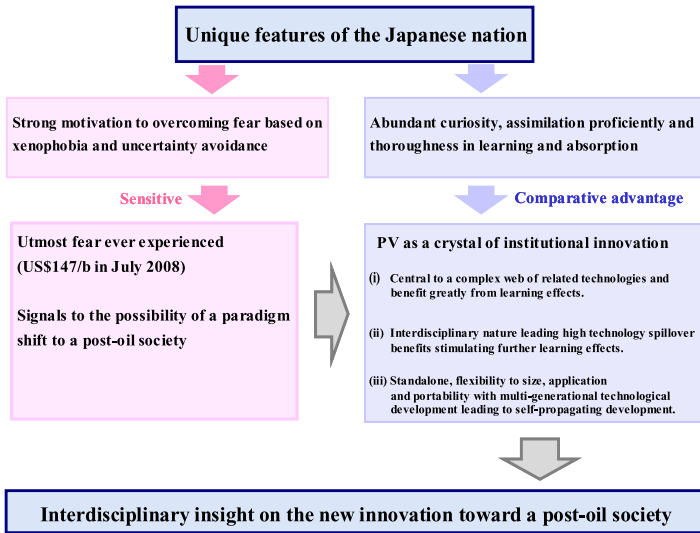 Unique features of the Japanese nation
Strong motivation to overcoming fear based on
xenophobia and uncertainty avoidance
Abundant curiosity, assimilation proficiently and
thoroughness in learning and absorption
Sensitive
Comparative advantage
Utmost fear ever experienced
(US$147/b in July 2008)
Signals to the possibility of a paradigm
shift to a post-oil society
PV as a crystal of institutional innovation
(i) Central to a complex web of related technologies and
benefit greatly from learning effects.
(ii) Interdisciplinary nature leading high technology spillover
benefits stimulating further learning effects.
(iii) Standalone, flexibility to size, application
and portability with multi-generational technological
development leading to self-propagating development.
Interdisciplinary insight on the new innovation toward a post-oil society